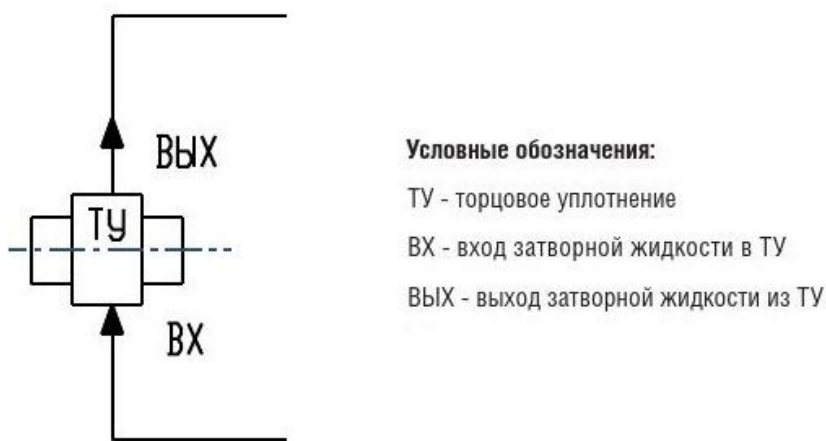 ВЫХ
ТУ
ВХ
Условные обозначения:
ТУ - торцовое уплотнение
ВХ - вход затворной жидкости в ТУ
ВЫХ - выход затворной жидкости из ТУ